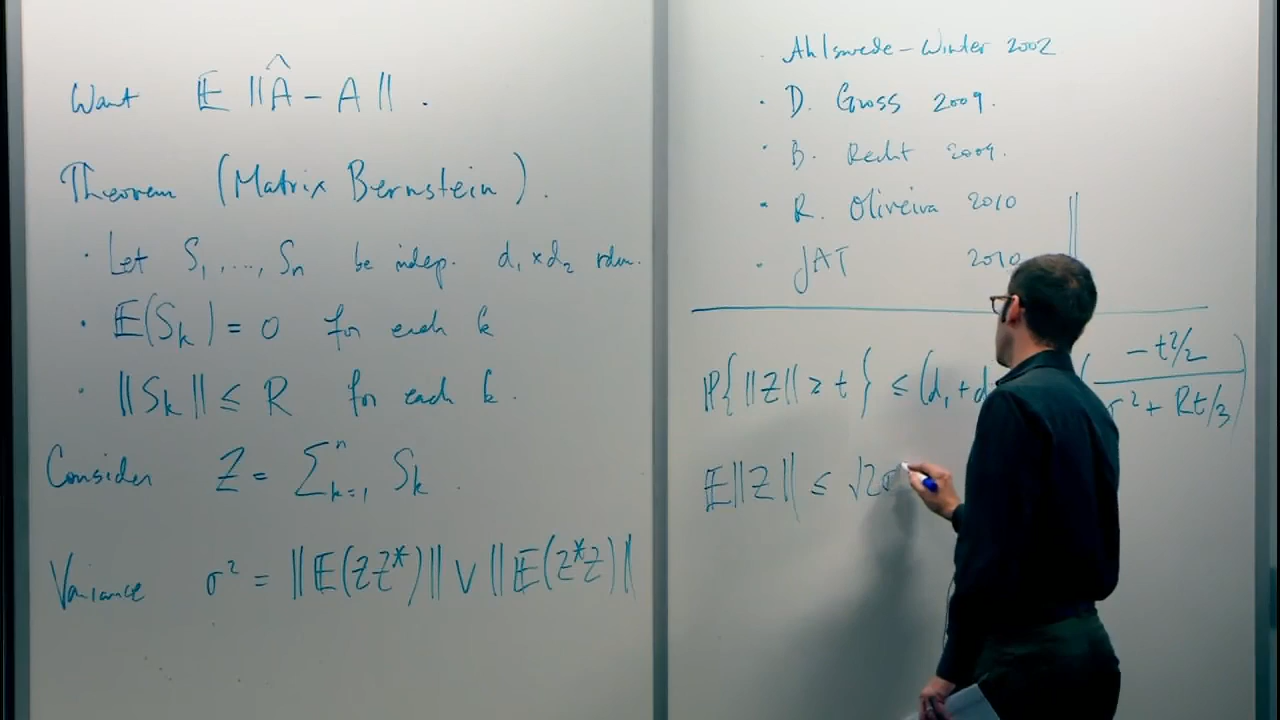 Want 𝔼 ||Â - A|| .
Theorem (Matrix Bernstein).
· Let S₁, ..., Sₙ be indep. d₁ × d₂ rdm.
· 𝔼(Sₖ) = 0 for each k
· ||Sₖ|| ≤ R for each k.
Consider Z = ∑ₖ₌₁ⁿ Sₖ .
Variance σ² = ||𝔼(ZZ*)|| ∨ ||𝔼(Z*Z)||
· Ahlswede-Winter 2002
· D. Gross 2009.
· B. Recht 2009.
· R. Oliveira 2010
· JAT 2010
ℙ{ ||Z|| ≥ t } ≤ (d₁ + d ( -t²/2 / σ² + Rt/3 )
𝔼||Z|| ≤ √2σ